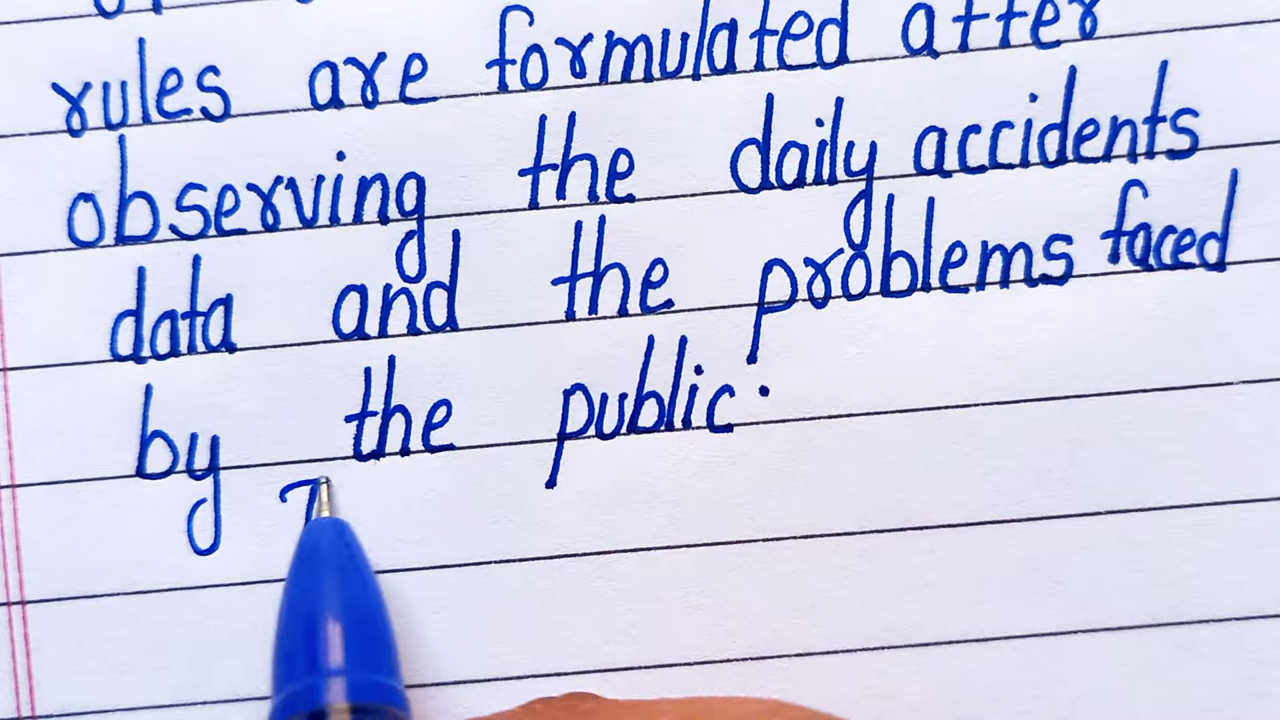 rules are formulated after
observing the daily accidents
data and the problems faced
by the public.